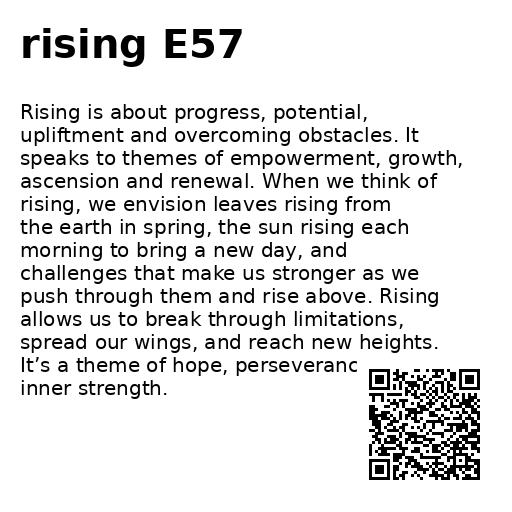 rising E57
Rising is about progress, potential,
upliftment and overcoming obstacles. It
speaks to themes of empowerment, growth,
ascension and renewal. When we think of
rising, we envision leaves rising from
the earth in spring, the sun rising each
morning to bring a new day, and
challenges that make us stronger as we
push through them and rise above. Rising
allows us to break through limitations,
spread our wings, and reach new heights.
It’s a theme of hope, perseveranc
inner strength.